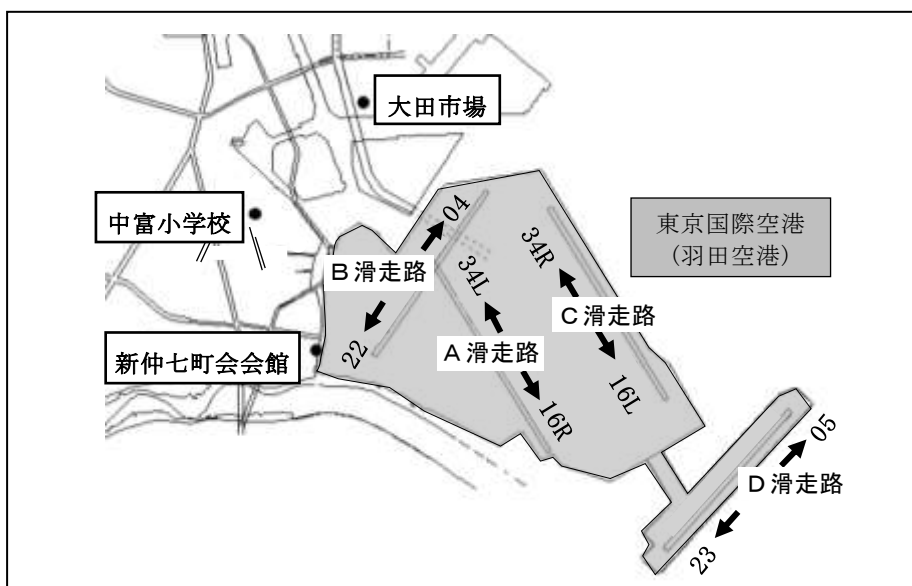 大田市場
中富小学校
東京国際空港
(羽田空港)
04
34R
B滑走路
34L
C滑走路
22
A滑走路
新仲七町会会館
16L
16R
05
D滑走路
23